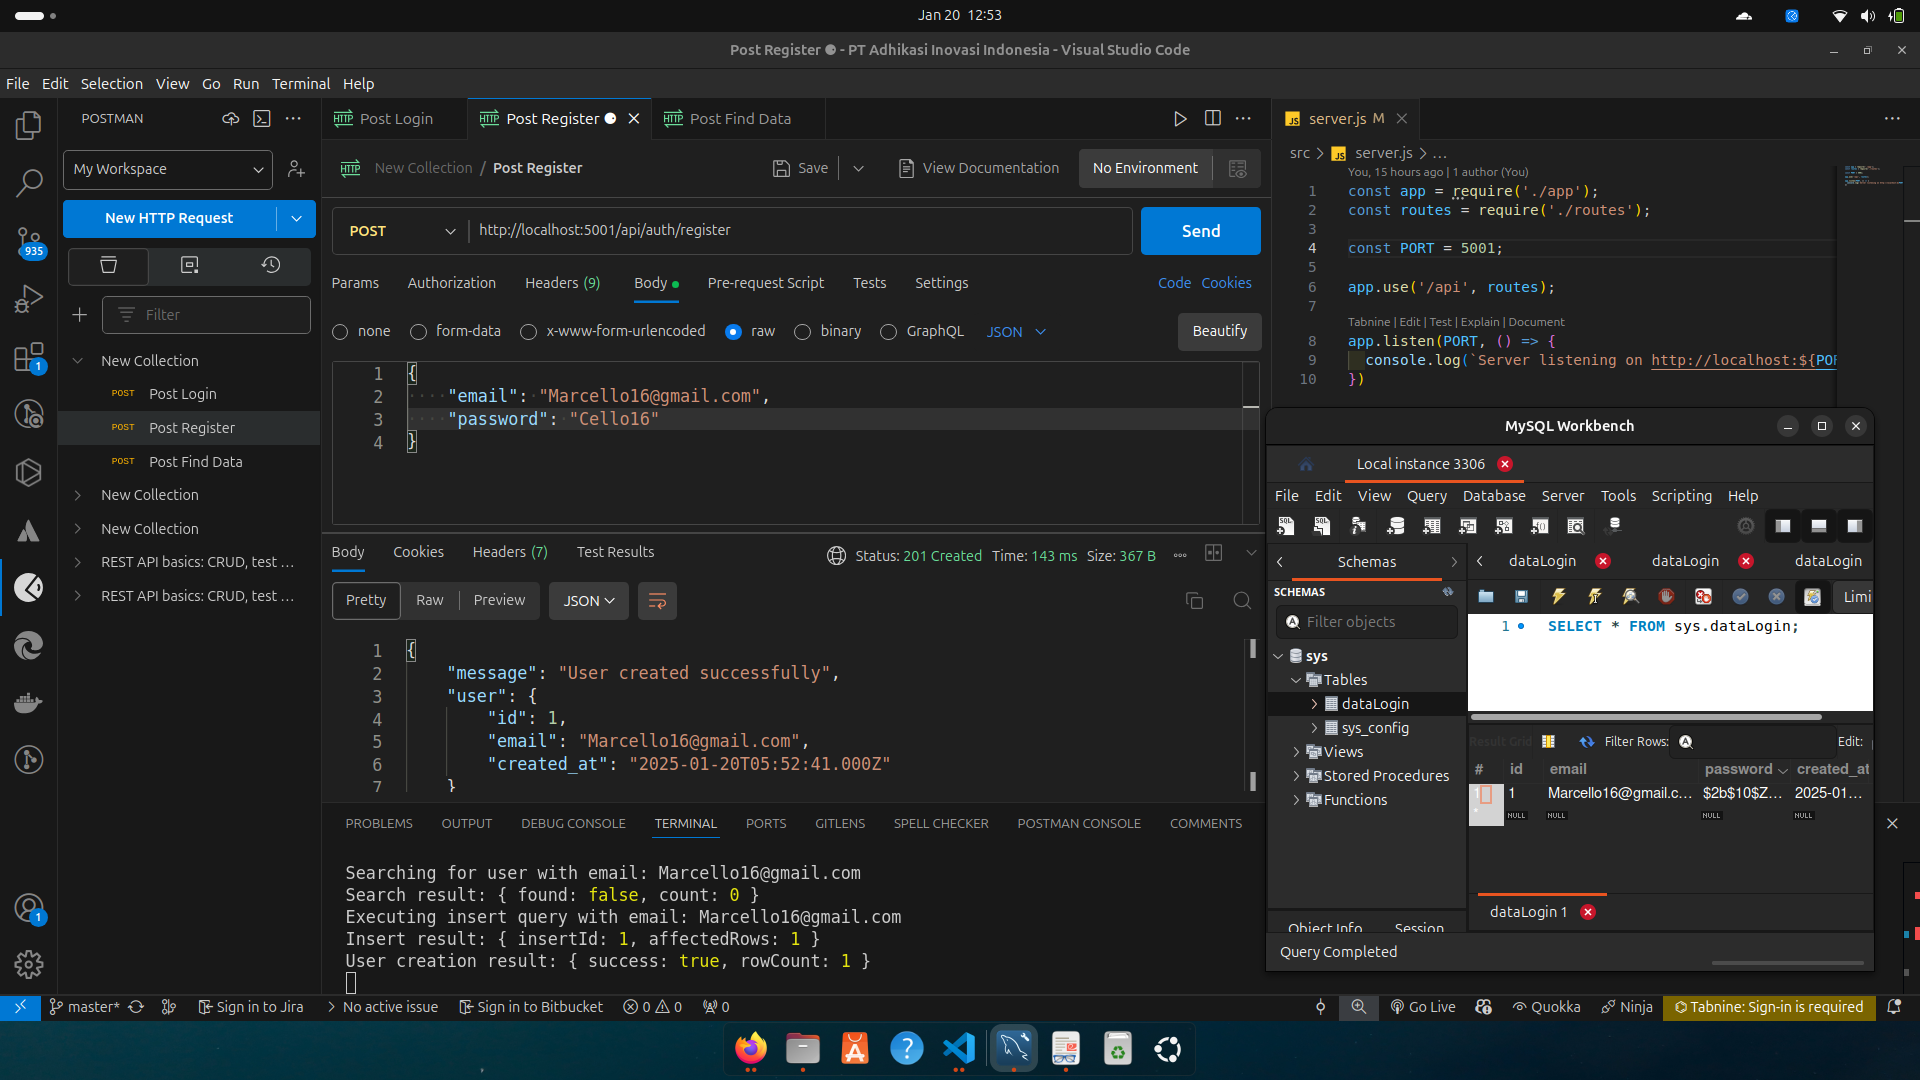 Jan 20 12:53
Post Register - PT Adhikasi Inovasi Indonesia - Visual Studio Code
File Edit Selection View Go Run Terminal Help
POSTMAN
My Workspace
New HTTP Request
Filter
New Collection
POST Post Login
POST Post Register
POST Post Find Data
New Collection
New Collection
REST API basics: CRUD, test ...
REST API basics: CRUD, test ...
935
1
1
Post Login
Post Register
Post Find Data
New Collection / Post Register
Save
View Documentation
No Environment
POST
http://localhost:5001/api/auth/register
Send
Params Authorization Headers (9) Body Pre-request Script Tests Settings
Code Cookies
none form-data x-www-form-urlencoded raw binary GraphQL JSON
Beautify
1 {
2 "email": "Marcello16@gmail.com",
3 "password": "Cello16"
4 }
Body Cookies Headers (7) Test Results
Status: 201 Created Time: 143 ms Size: 367 B
Pretty Raw Preview JSON
1 {
2 "message": "User created successfully",
3 "user": {
4 "id": 1,
5 "email": "Marcello16@gmail.com",
6 "created_at": "2025-01-20T05:52:41.000Z"
7 }
PROBLEMS OUTPUT DEBUG CONSOLE TERMINAL PORTS GITLENS SPELL CHECKER POSTMAN CONSOLE COMMENTS
Searching for user with email: Marcello16@gmail.com
Search result: { found: false, count: 0 }
Executing insert query with email: Marcello16@gmail.com
Insert result: { insertId: 1, affectedRows: 1 }
User creation result: { success: true, rowCount: 1 }
JS server.js M
src > JS server.js > ...
You, 15 hours ago | 1 author (You)
1 const app = require('./app');
2 const routes = require('./routes');
3
4 const PORT = 5001;
5
6 app.use('/api', routes);
7
Tabnine | Edit | Test | Explain | Document
8 app.listen(PORT, () => {
9 console.log(`Server listening on http://localhost:${POR
10 })
MySQL Workbench
Local instance 3306
File Edit View Query Database Server Tools Scripting Help
Schemas
dataLogin dataLogin dataLogin
SCHEMAS
Filter objects
Limi
1 SELECT * FROM sys.dataLogin;
sys
Tables
dataLogin
sys_config
Views
Stored Procedures
Functions
Result Grid Filter Rows: Edit:
# id email password created_at
1 1 Marcello16@gmail.c... $2b$10$Z... 2025-01...
* NULL NULL NULL NULL
dataLogin 1
Object Info Session
Query Completed
master* Sign in to Jira No active issue Sign in to Bitbucket 0 0 0
Go Live Quokka Ninja Tabnine: Sign-in is required